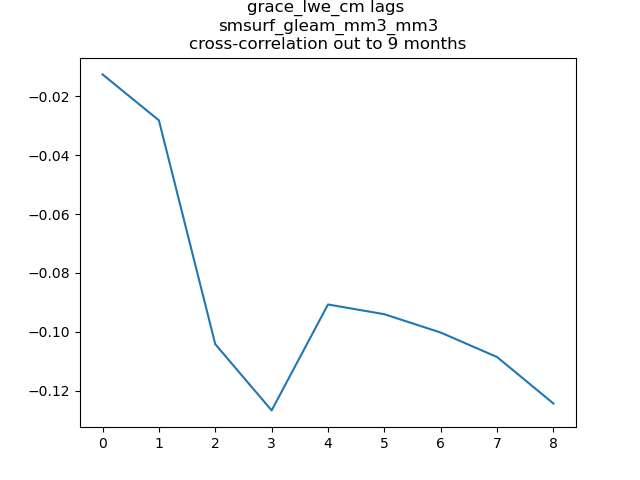 grace_lwe_cm lags
smsurf_gleam_mm3_mm3
cross-correlation out to 9 months
−0.02
−0.04
−0.06
−0.08
−0.10
−0.12
0 1 2 3 4 5 6 7 8